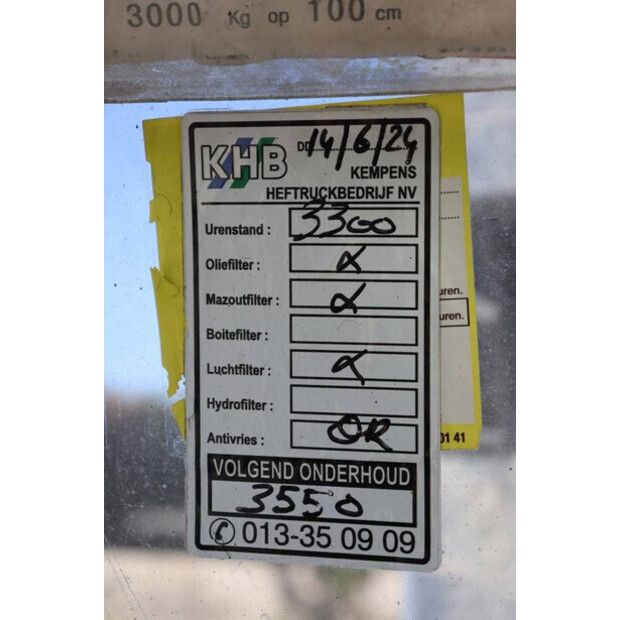 3000 Kg op 100 cm
KHB
DD 14/6/24
KEMPENS
HEFTRUCKBEDRIJF NV
Urenstand : 3300
Oliefilter : x
Mazoutfilter : x
Boitefilter :
Luchtfilter : x
Hydrofilter :
Antivries : OK
VOLGEND ONDERHOUD
3550
013-35 09 09
uren.
uren.
01 41